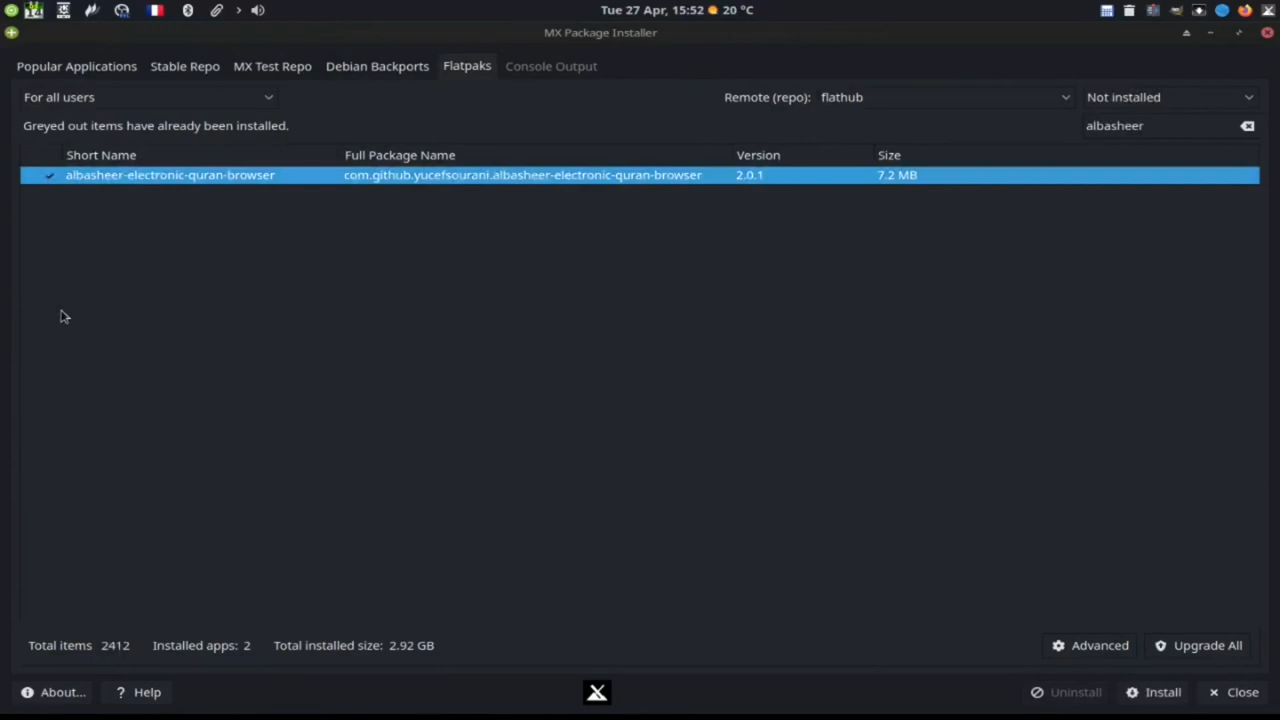 Tue 27 Apr, 15:52 20 °C
MX Package Installer
Popular Applications Stable Repo MX Test Repo Debian Backports Flatpaks Console Output
For all users Remote (repo): flathub Not installed
Greyed out items have already been installed. albasheer
Short Name Full Package Name Version Size
albasheer-electronic-quran-browser com.github.yucefsourani.albasheer-electronic-quran-browser 2.0.1 7.2 MB
Total items 2412 Installed apps: 2 Total installed size: 2.92 GB Advanced Upgrade All
About... Help Uninstall Install Close